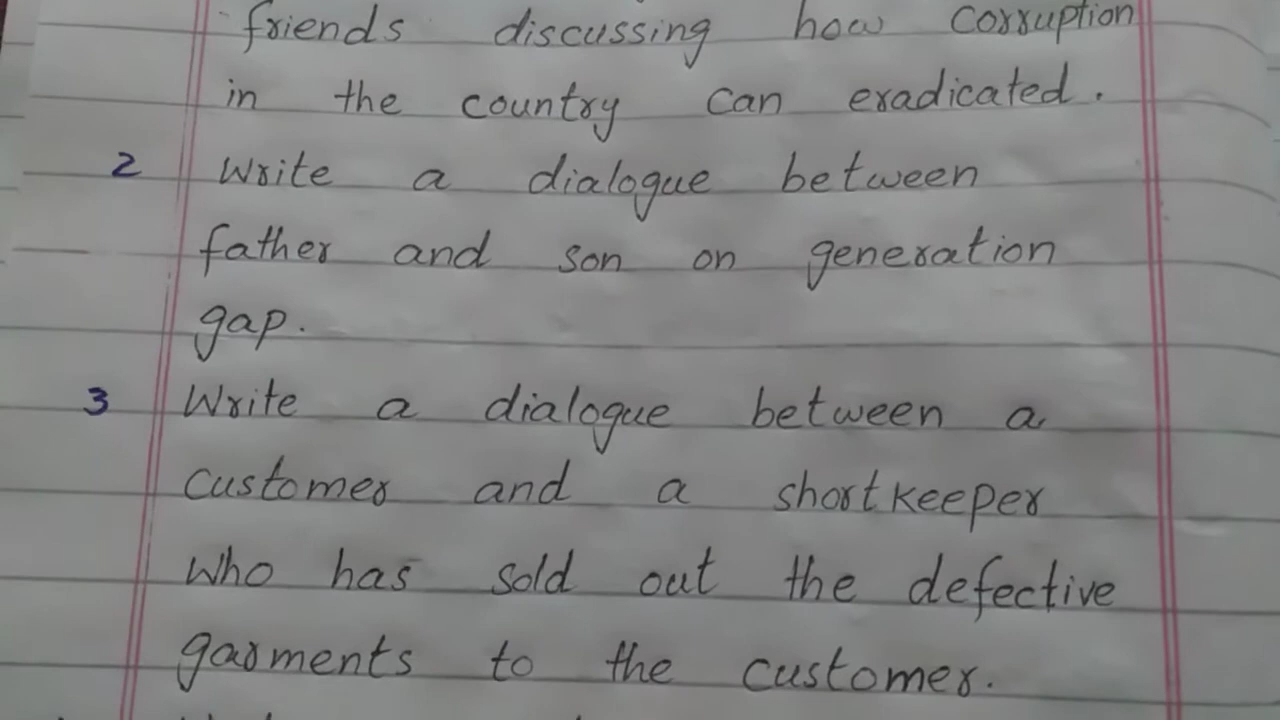 friends discussing how corruption
in the country can eradicated.
2 Write a dialogue between
father and son on generation
gap.
3 Write a dialogue between a
customer and a shortkeeper
who has sold out the defective
garments to the customer.